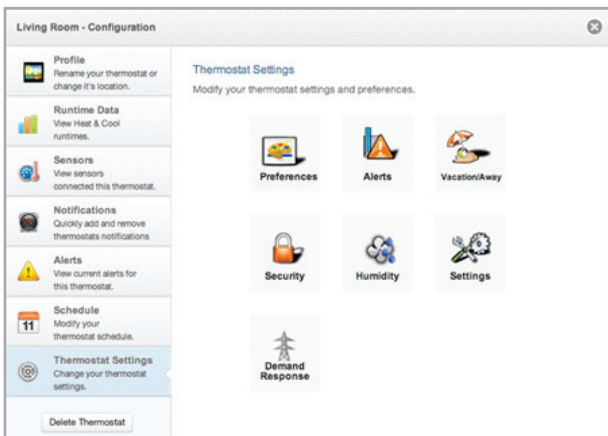 Living Room - Configuration
Profile
Rename your thermostat or
change it's location.
Runtime Data
View Heat & Cool
runtimes.
Sensors
View sensors
connected this thermostat.
Notifications
Quickly add and remove
thermostats notifications
Alerts
View current alerts for
this thermostat.
11
Schedule
Modify your
thermostat schedule.
Thermostat Settings
Change your thermostat
settings.
Delete Thermostat
Thermostat Settings
Modify your thermostat settings and preferences.
Preferences
Alerts
Vacation/Away
Security
Humidity
Settings
Demand
Response